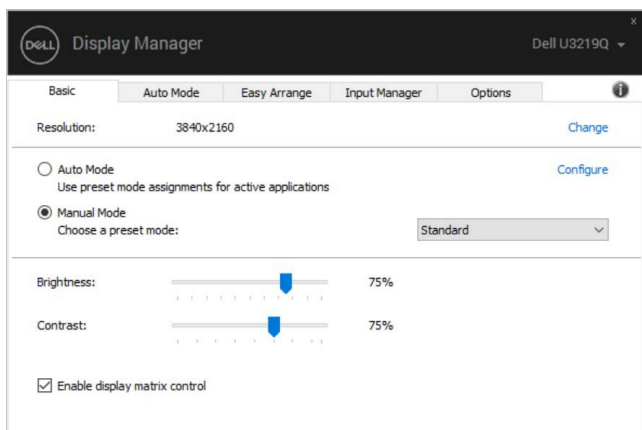 x
DELL Display Manager Dell U3219Q
Basic Auto Mode Easy Arrange Input Manager Options i
Resolution: 3840x2160 Change
Auto Mode Configure
Use preset mode assignments for active applications
Manual Mode
Choose a preset mode: Standard
Brightness: 75%
Contrast: 75%
Enable display matrix control